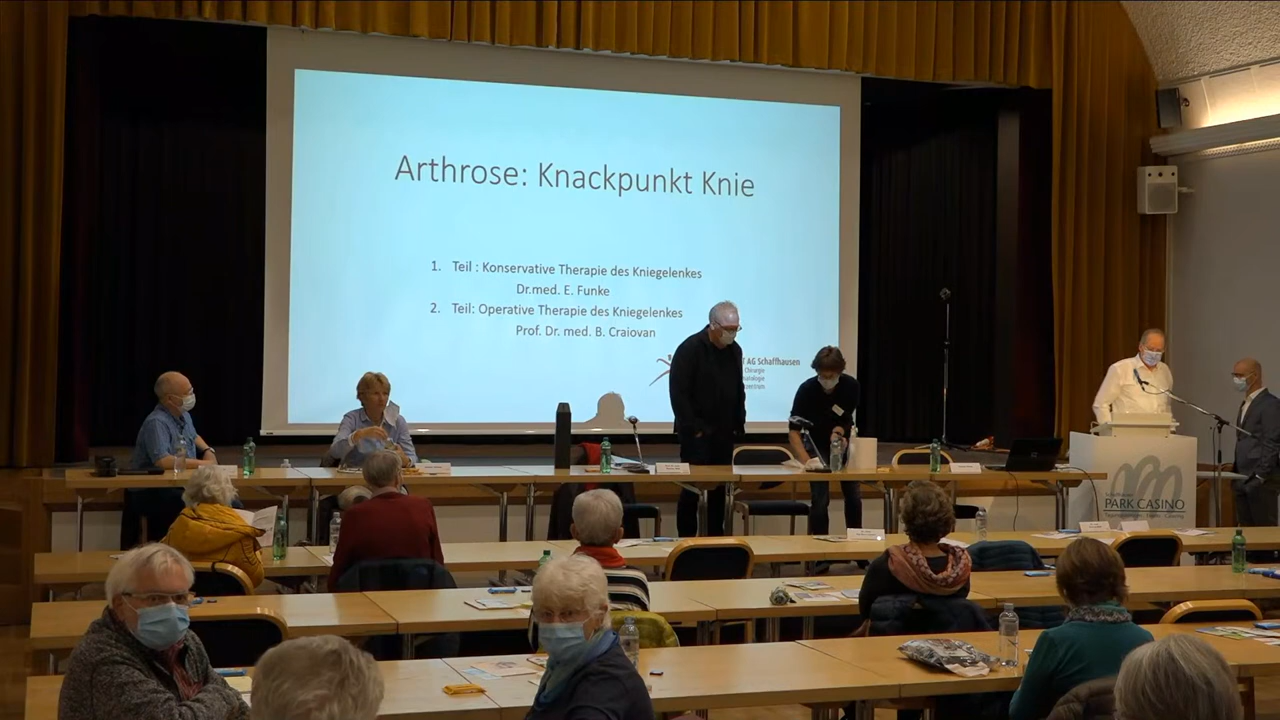 Arthrose: Knackpunkt Knie
1. Teil : Konservative Therapie des Kniegelenkes
Dr.med. E. Funke
2. Teil: Operative Therapie des Kniegelenkes
Prof. Dr. med. B. Craiovan
T AG Schaffhausen
Chirurgie
PARK CASINO